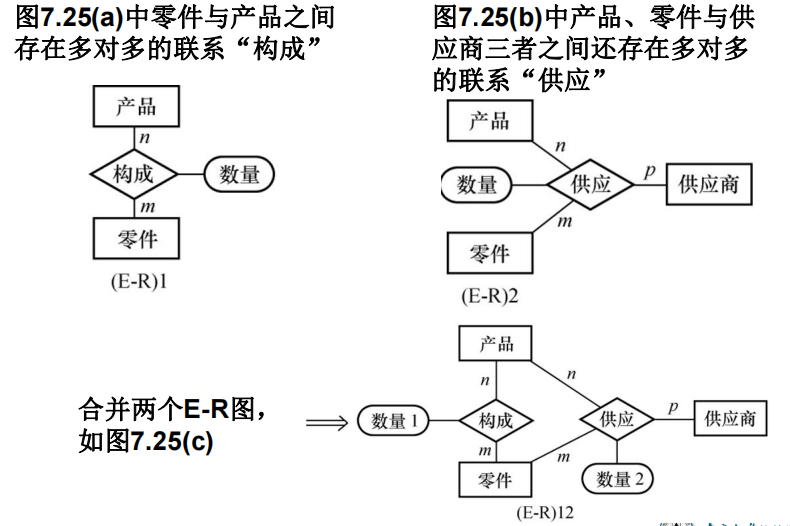 图7.25(a)中零件与产品之间
存在多对多的联系“构成”
产品
n
构成
数量
m
零件
(E-R)1
图7.25(b)中产品、零件与供
应商三者之间还存在多对多
的联系“供应”
产品
n
数量
供应
p
供应商
m
零件
(E-R)2
合并两个E-R图，
如图7.25(c)
产品
n
n
数量1
构成
供应
p
供应商
m
m
零件
数量2
(E-R)12